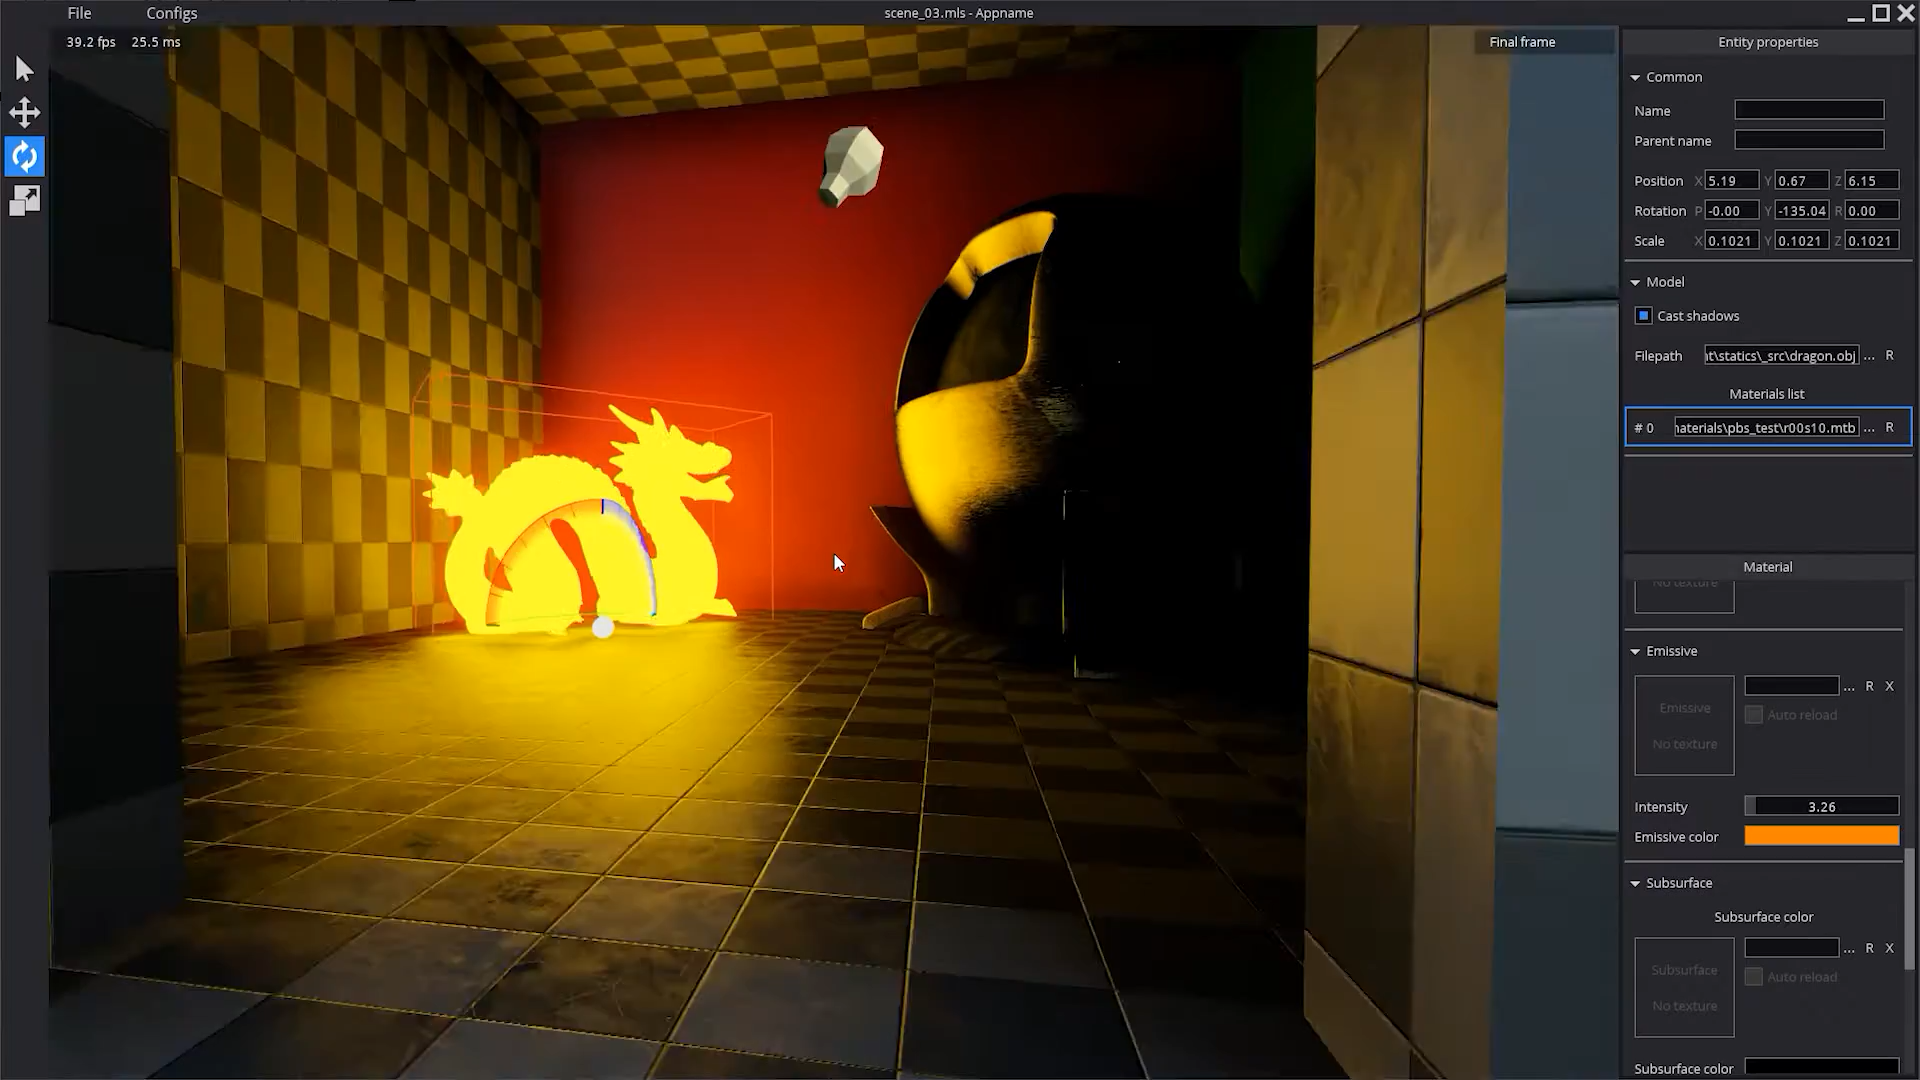 File Configs scene_03.mls - Appname
39.2 fps 25.5 ms
Final frame
Entity properties
Common
Name
Parent name
Position X 5.19 Y 0.67 Z 6.15
Rotation P -0.00 Y -135.04 R 0.00
Scale X 0.1021 Y 0.1021 Z 0.1021
Model
Cast shadows
Filepath nt\statics\_src\dragon.obj ... R
Materials list
# 0 naterials\pbs_test\r00s10.mtb ... R
Material
No texture
Emissive
... R X
Emissive
Auto reload
No texture
Intensity 3.26
Emissive color
Subsurface
Subsurface color
... R X
Subsurface
Auto reload
No texture
Subsurface color